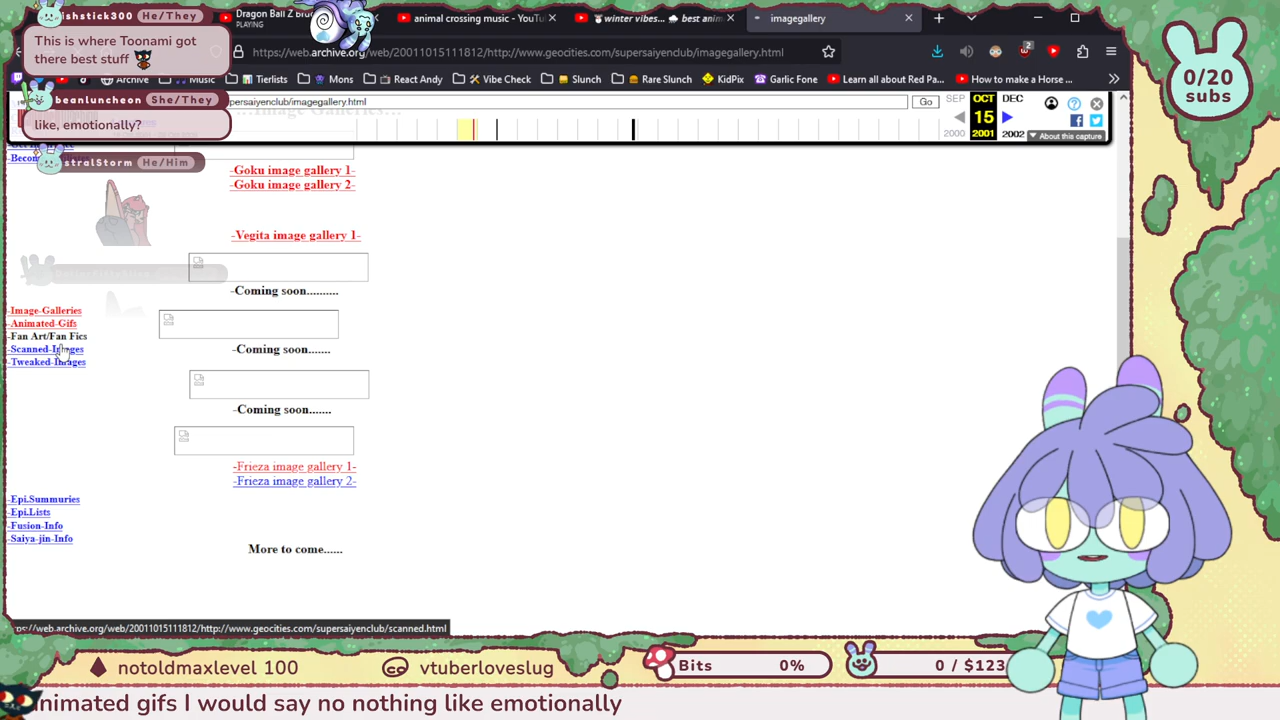 ishstick300 He/They
This is where Toonami got
there best stuff
beanluncheon She/They
like, emotionally?
stralStorm He/Him
Dragon Ball Z Br
PLAYING
animal crossing music - YouTu
winter vibes...
best anim
imagegallery
https://web.archive.org/web/20011015111812/http://www.geocities.com/supersaiyenclub/imagegallery.html
Archive
Music
Tierlists
Mons
React Andy
Vibe Check
Slunch
Rare Slunch
KidPix
Garlic Fone
Learn all about Red Pa...
How to make a Horse ...
persaiyenclub/imagegallery.html
Go
SEP OCT DEC
15
2000 2001 2002
About this capture
-Goku image gallery 1-
-Goku image gallery 2-
-Vegita image gallery 1-
-Coming soon..........
-Coming soon.......
-Coming soon.......
-Frieza image gallery 1-
-Frieza image gallery 2-
More to come......
-Image-Galleries
-Animated-Gifs
-Fan Art/Fan Fics
-Scanned-Images
-Tweaked-Images
-Epi.Summuries
-Epi.Lists
-Fusion-Info
-Saiya-jin-Info
ps://web.archive.org/web/20011015111812/http://www.geocities.com/supersaiyenclub/scanned.html
0/20
subs
notoldmaxlevel 100
vtuberloveslug
Bits 0%
0 / $123
nimated gifs I would say no nothing like emotionally